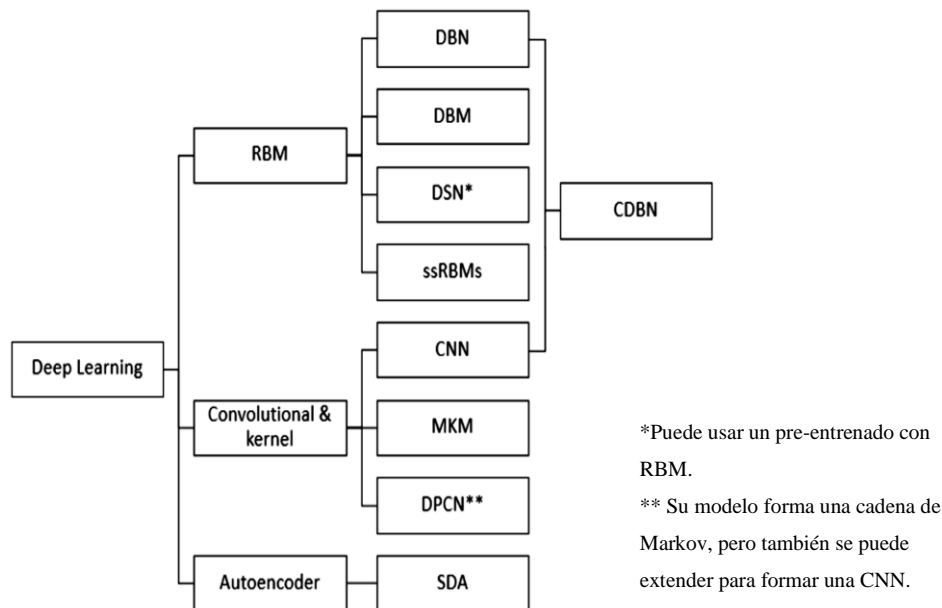 DBN
DBM
RBM
DSN*
CDBN
ssRBMs
CNN
Deep Learning
Convolutional &
kernel
MKM
DPCN**
Autoencoder
SDA
*Puede usar un pre-entrenado con
RBM.
** Su modelo forma una cadena de
Markov, pero también se puede
extender para formar una CNN.